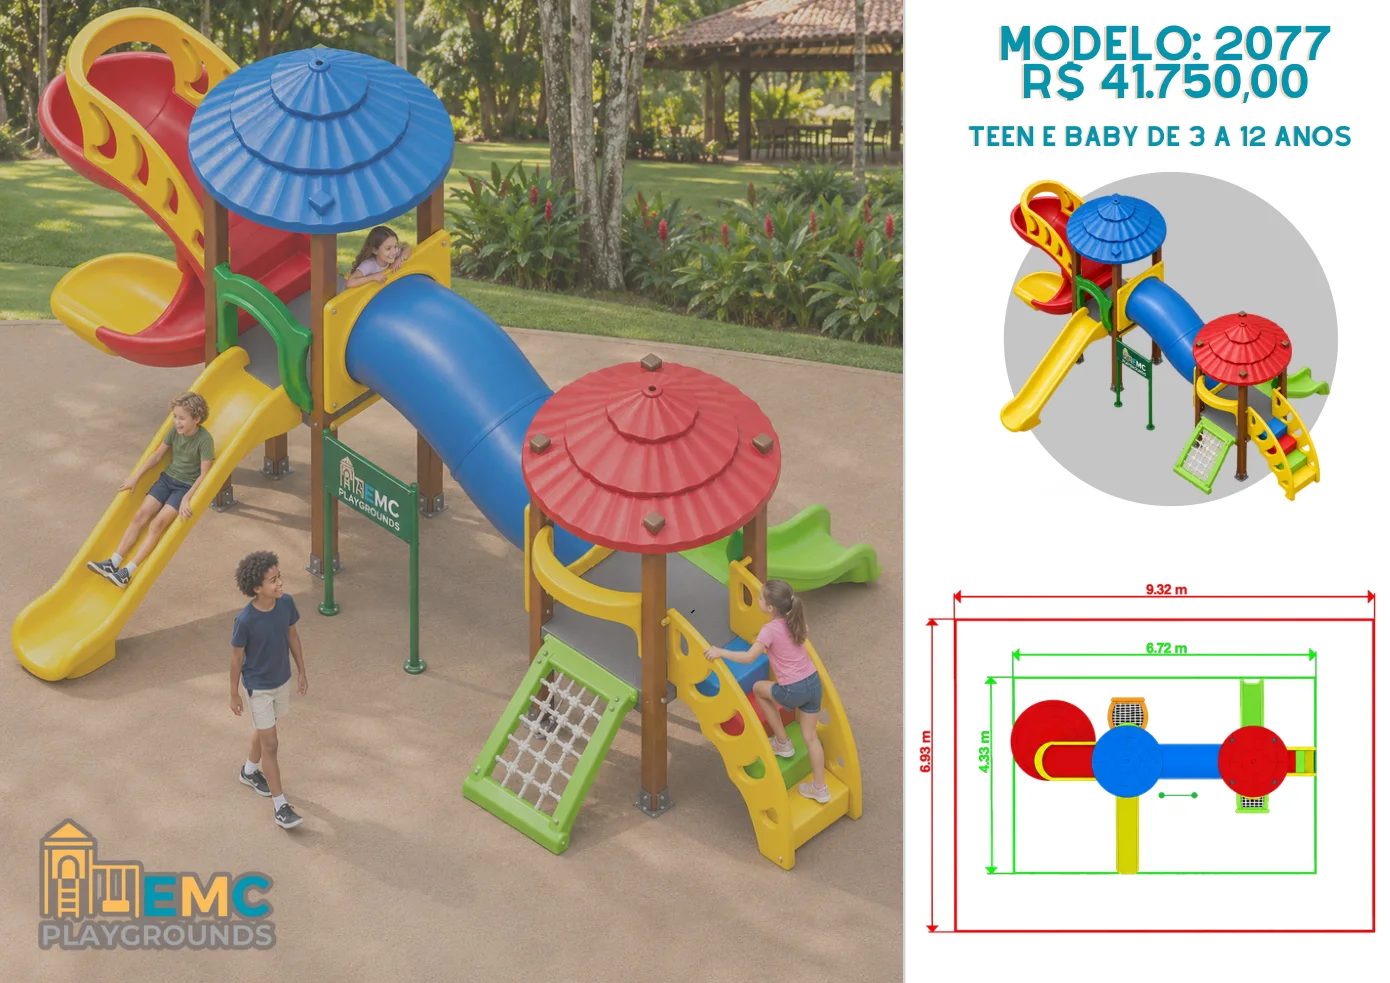 MODELO: 2077
R$ 41.750,00
TEEN E BABY DE 3 A 12 ANOS
EMC
PLAYGROUNDS
EMC
PLAYGROUNDS
EMC
9.32 m
6.72 m
6.93 m
4.33 m